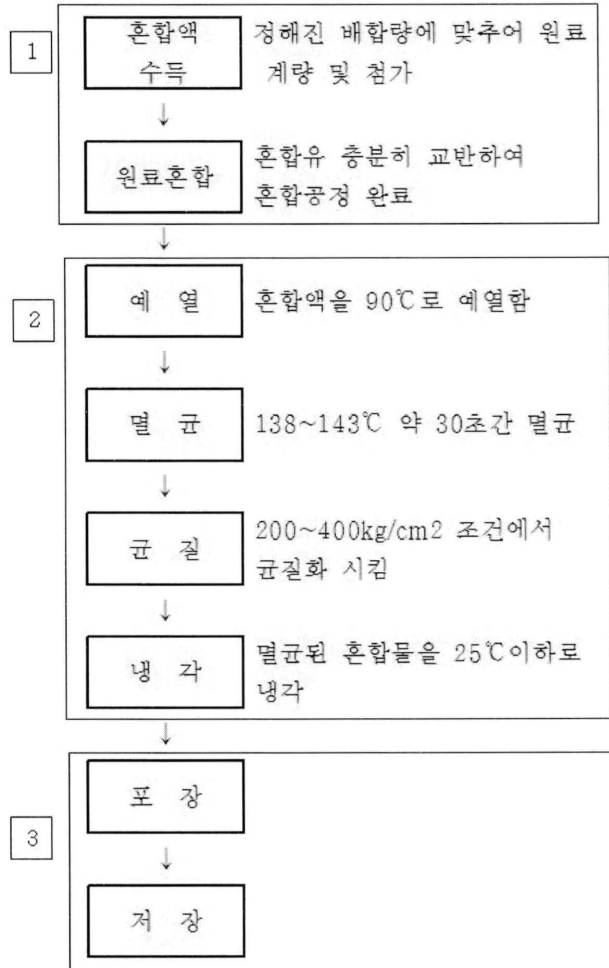 1
혼합액
수득
정해진 배합량에 맞추어 원료
계량 및 첨가
↓
원료혼합
혼합유 충분히 교반하여
혼합공정 완료
↓
2
예 열
혼합액을 90℃로 예열함
↓
멸 균
138~143℃ 약 30초간 멸균
↓
균 질
200~400kg/cm2 조건에서
균질화 시킴
↓
냉 각
멸균된 혼합물을 25℃이하로
냉각
↓
3
포 장
↓
저 장